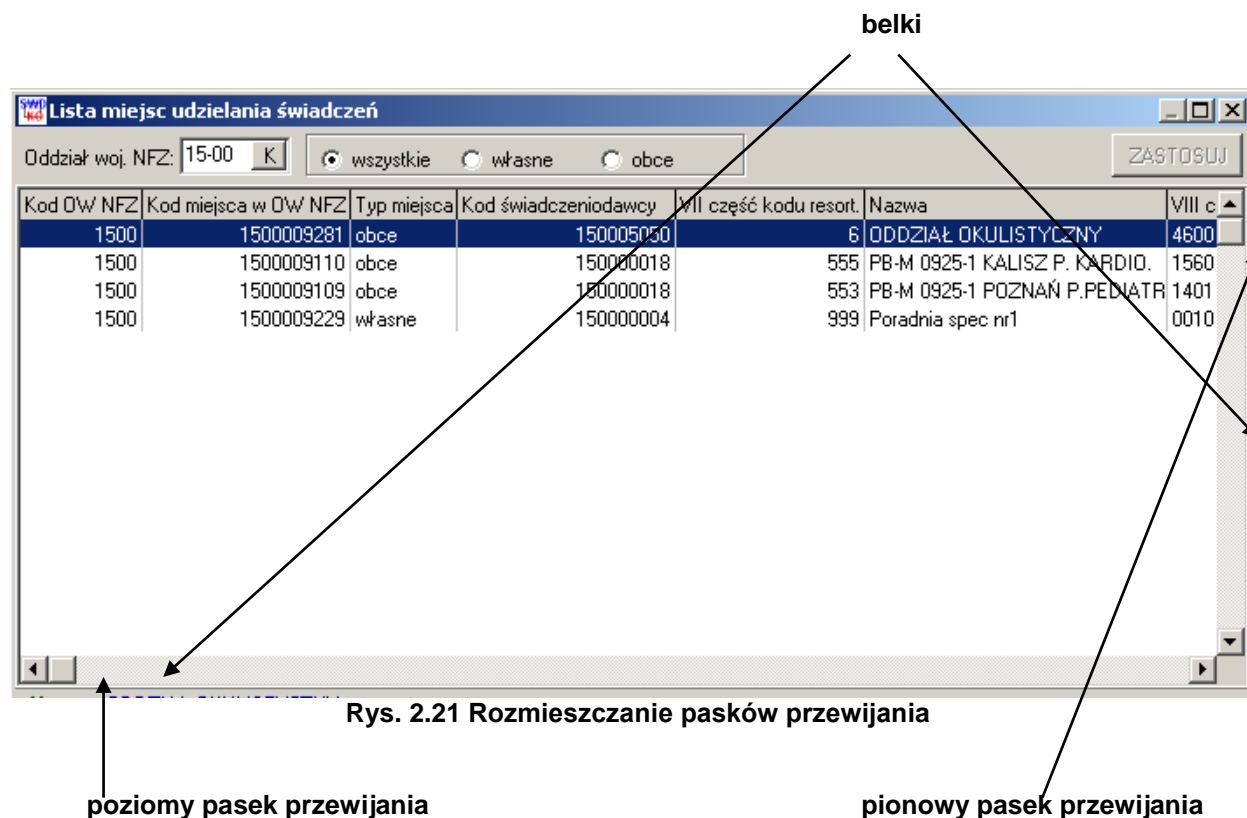 belki
SWD
KO
Lista miejsc udzielania świadczeń
Oddział woj. NFZ: 15-00 K wszystkie własne obce ZASTOSUJ
Kod OW NFZ Kod miejsca w OW NFZ Typ miejsca Kod świadczeniodawcy VII część kodu resort. Nazwa VIII c
1500 1500009281 obce 150005050 6 ODDZIAŁ OKULISTYCZNY 4600
1500 1500009110 obce 150000018 555 PB-M 0925-1 KALISZ P. KARDIO. 1560
1500 1500009109 obce 150000018 553 PB-M 0925-1 POZNAŃ P.PEDIATR 1401
1500 1500009229 własne 150000004 999 Poradnia spec nr1 0010
Rys. 2.21 Rozmieszczanie pasków przewijania
poziomy pasek przewijania pionowy pasek przewijania